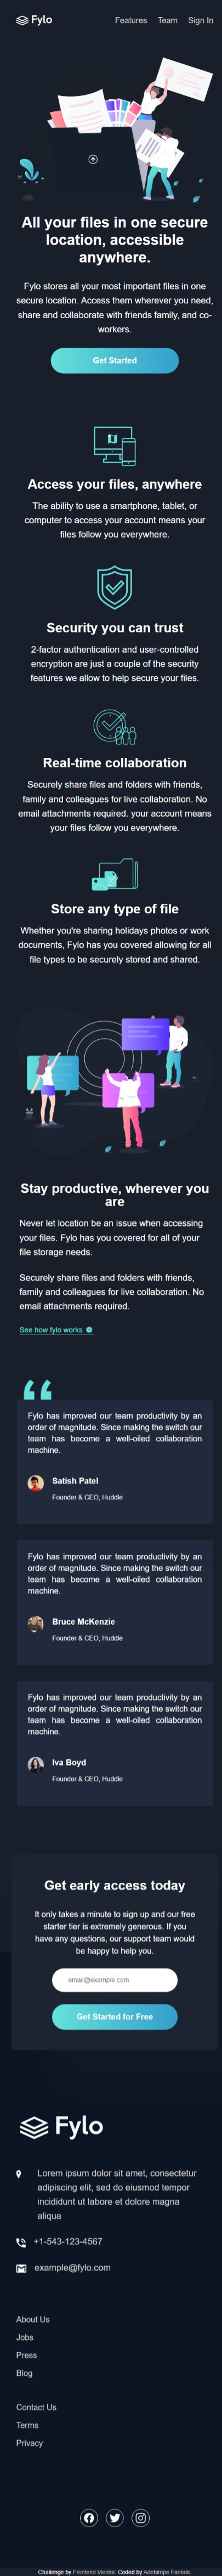 Fylo
Features Team Sign In
All your files in one secure
location, accessible
anywhere.
Fylo stores all your most important files in one
secure location. Access them wherever you need,
share and collaborate with friends family, and co-
workers.
Get Started
Access your files, anywhere
The ability to use a smartphone, tablet, or
computer to access your account means your
files follow you everywhere.
Security you can trust
2-factor authentication and user-controlled
encryption are just a couple of the security
features we allow to help secure your files.
Real-time collaboration
Securely share files and folders with friends,
family and colleagues for live collaboration. No
email attachments required. your account means
your files follow you everywhere.
Store any type of file
Whether you're sharing holidays photos or work
documents, Fylo has you covered allowing for all
file types to be securely stored and shared.
Stay productive, wherever you
are
Never let location be an issue when accessing
your files. Fylo has you covered for all of your
file storage needs.
Securely share files and folders with friends,
family and colleagues for live collaboration. No
email attachments required.
See how fylo works
Fylo has improved our team productivity by an
order of magnitude. Since making the switch our
team has become a well-oiled collaboration
machine.
Satish Patel
Founder & CEO, Huddle
Fylo has improved our team productivity by an
order of magnitude. Since making the switch our
team has become a well-oiled collaboration
machine.
Bruce McKenzie
Founder & CEO, Huddle
Fylo has improved our team productivity by an
order of magnitude. Since making the switch our
team has become a well-oiled collaboration
machine.
Iva Boyd
Founder & CEO, Huddle
Get early access today
It only takes a minute to sign up and our free
starter tier is extremely generous. If you
have any questions, our support team would
be happy to help you.
email@example.com
Get Started for Free
Fylo
Lorem ipsum dolor sit amet, consectetur
adipiscing elit, sed do eiusmod tempor
incididunt ut labore et dolore magna
aliqua
+1-543-123-4567
example@fylo.com
About Us
Jobs
Press
Blog
Contact Us
Terms
Privacy
Challenge by Frontend Mentor. Coded by Adebimpe Farinde.